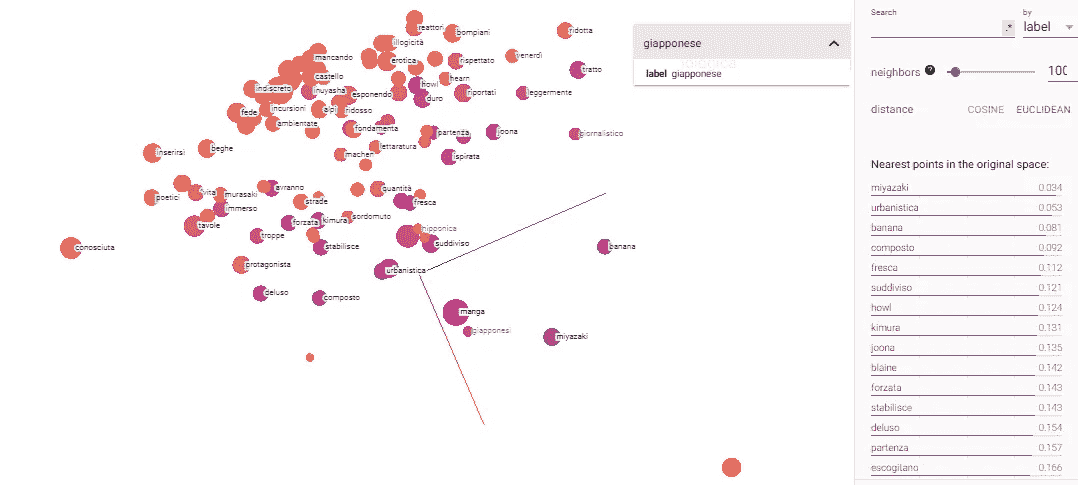 reattori
bompiani
ridotta
illogicità
mancando
erotica
rispettato
venerdì
castello
howl
hearn
tratto
indiscreto
inuyasha
esponendo
duro
riportati
leggermente
fede
incursioni
alpi
ridosso
ambientate
fondamenta
partenza
joona
giornalistico
lettaratura
beghe
inserirsi
machen
ispirata
avranno
quantità
poetici
vita
murasaki
strade
fresca
immerso
sordomuto
forzata
kimura
tavole
troppe
stabilisce
suddiviso
banana
conosciuta
protagonista
urbanistica
deluso
composto
manga
giapponesi
miyazaki
giapponese
label giapponese
Search
by
.*
label
neighbors
?
100
distance
COSINE
EUCLIDEAN
Nearest points in the original space:
miyazaki 0.034
urbanistica 0.053
banana 0.081
composto 0.092
fresca 0.112
suddiviso 0.121
howl 0.124
kimura 0.131
joona 0.135
blaine 0.142
forzata 0.143
stabilisce 0.143
deluso 0.154
partenza 0.157
escogilano 0.166